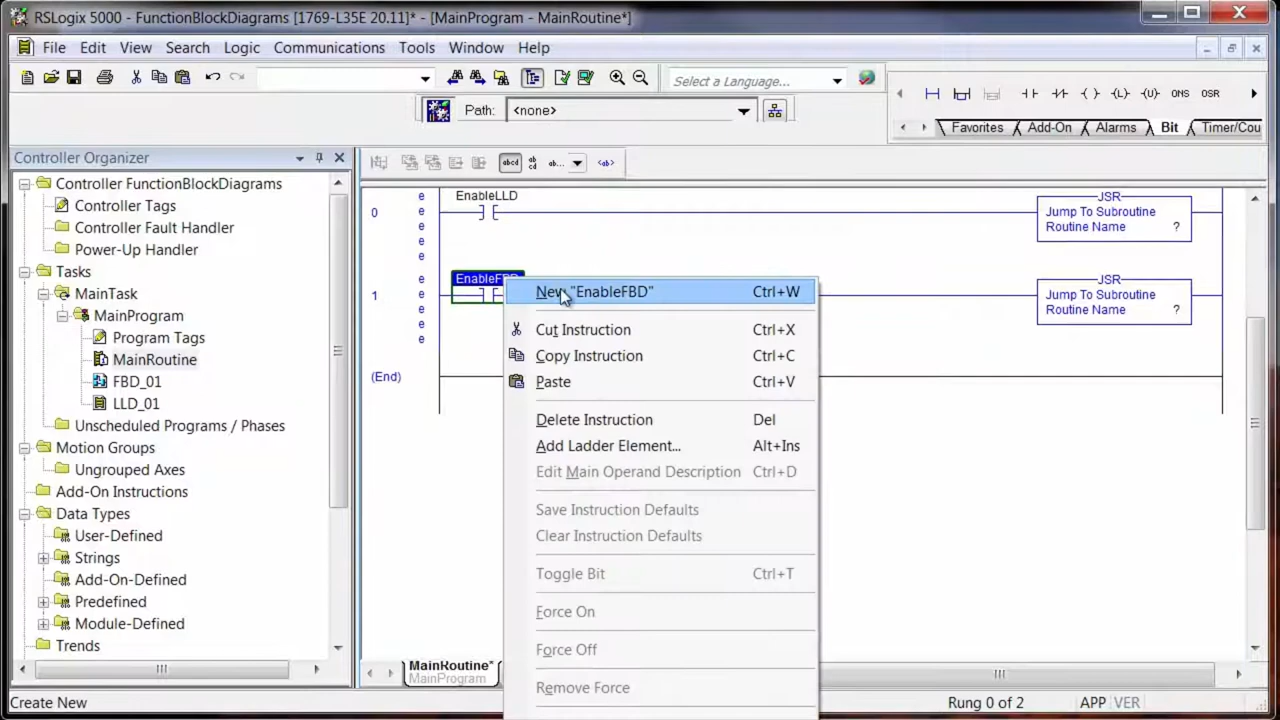 RSLogix 5000 - FunctionBlockDiagrams [1769-L35E 20.11]* - [MainProgram - MainRoutine*]
File Edit View Search Logic Communications Tools Window Help
Select a Language...
Path: <none>
ONS OSR
Favorites Add-On Alarms Bit Timer/Cou
Controller Organizer
Controller FunctionBlockDiagrams
Controller Tags
Controller Fault Handler
Power-Up Handler
Tasks
MainTask
MainProgram
Program Tags
MainRoutine
FBD_01
LLD_01
Unscheduled Programs / Phases
Motion Groups
Ungrouped Axes
Add-On Instructions
Data Types
User-Defined
Strings
Add-On-Defined
Predefined
Module-Defined
Trends
0
e
e
e
e
e
EnableLLD
JSR
Jump To Subroutine
Routine Name ?
1
e
e
e
e
e
EnableFBD
JSR
Jump To Subroutine
Routine Name ?
(End)
New "EnableFBD" Ctrl+W
Cut Instruction Ctrl+X
Copy Instruction Ctrl+C
Paste Ctrl+V
Delete Instruction Del
Add Ladder Element... Alt+Ins
Edit Main Operand Description Ctrl+D
Save Instruction Defaults
Clear Instruction Defaults
Toggle Bit Ctrl+T
Force On
Force Off
Remove Force
MainRoutine*
MainProgram
Create New
Rung 0 of 2 APP VER